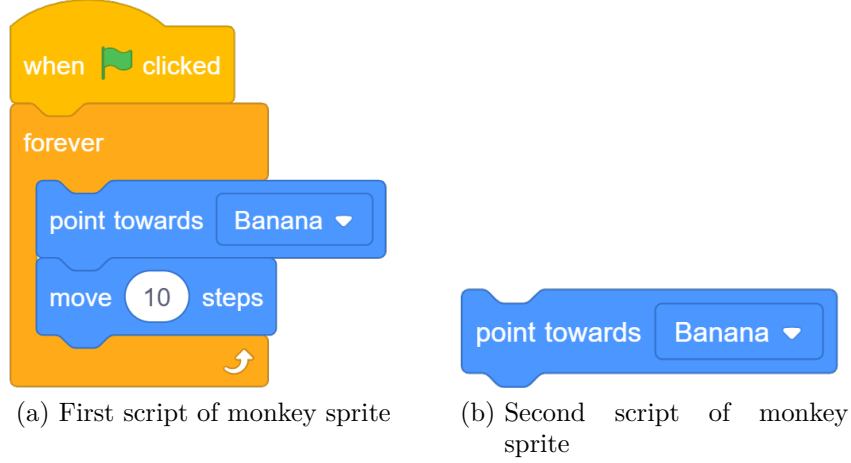 when clicked
forever
point towards Banana
move 10 steps
point towards Banana
(a) First script of monkey sprite
(b) Second script of monkey
sprite